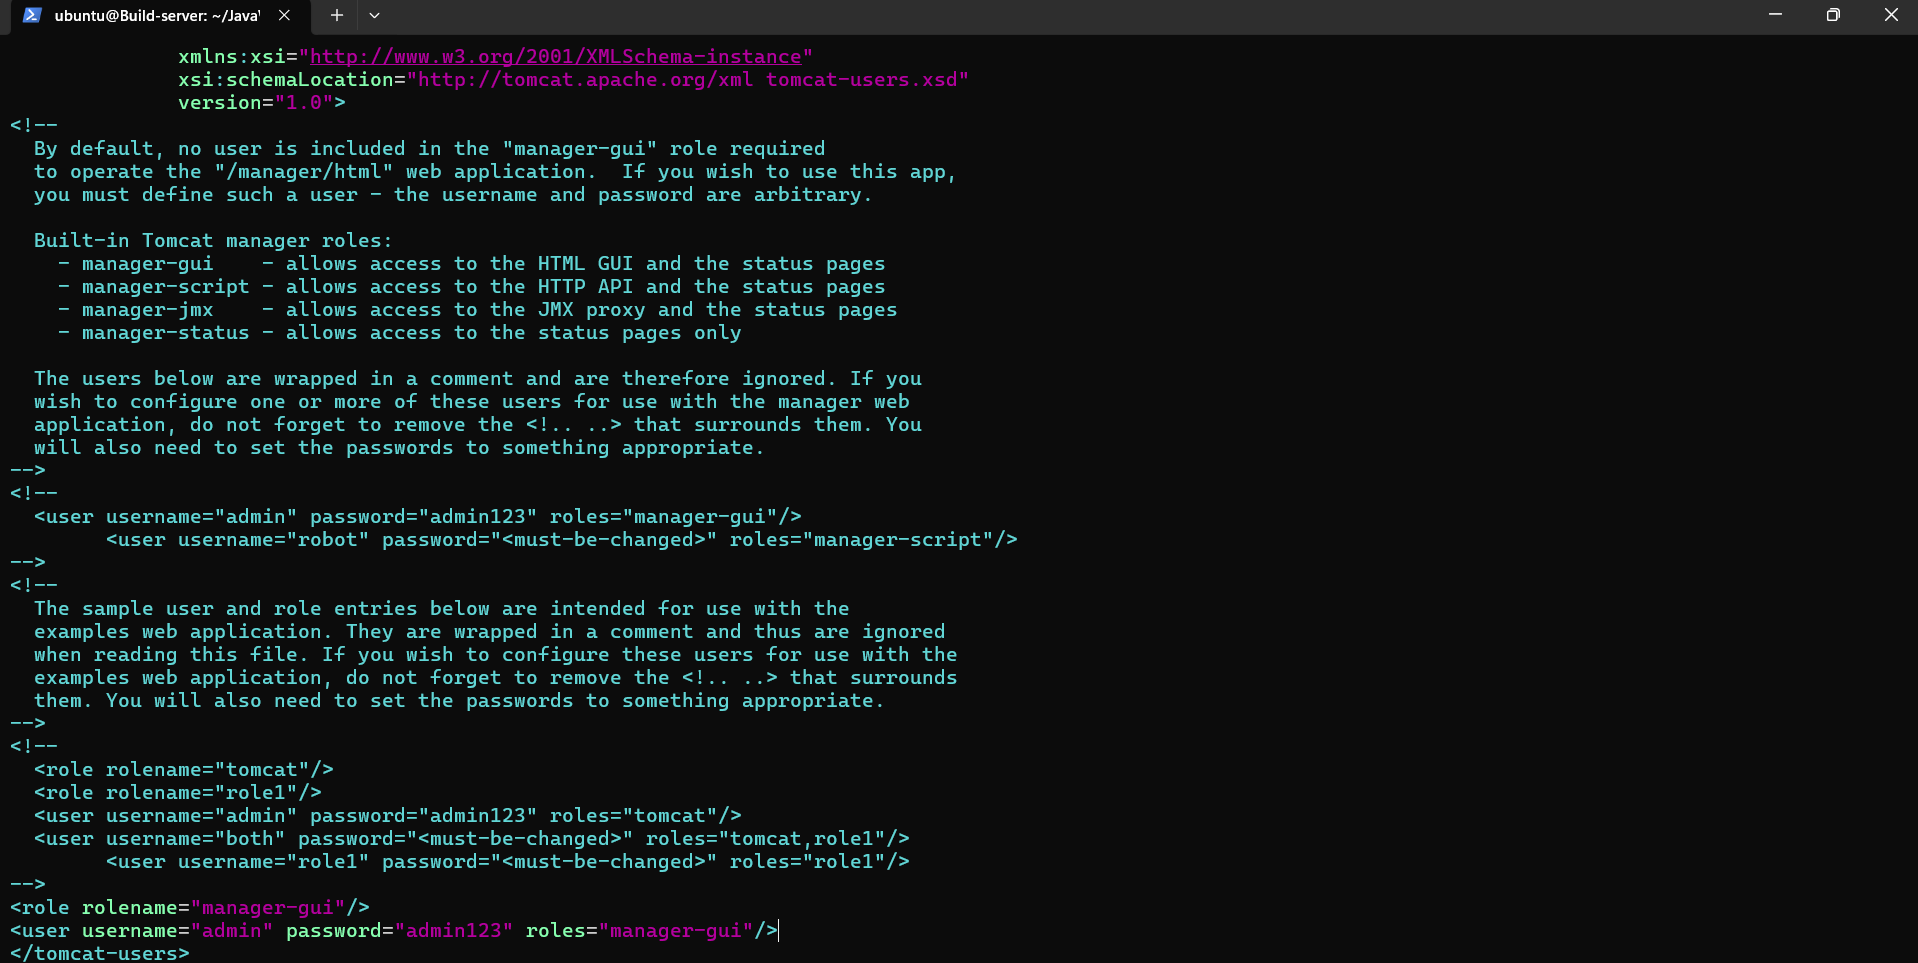 ubuntu@Build-server: ~/Java
xmlns:xsi="http://www.w3.org/2001/XMLSchema-instance"
xsi:schemaLocation="http://tomcat.apache.org/xml tomcat-users.xsd"
version="1.0">
<!--
By default, no user is included in the "manager-gui" role required
to operate the "/manager/html" web application.  If you wish to use this app,
you must define such a user - the username and password are arbitrary.
Built-in Tomcat manager roles:
- manager-gui    - allows access to the HTML GUI and the status pages
- manager-script - allows access to the HTTP API and the status pages
- manager-jmx    - allows access to the JMX proxy and the status pages
- manager-status - allows access to the status pages only
The users below are wrapped in a comment and are therefore ignored. If you
wish to configure one or more of these users for use with the manager web
application, do not forget to remove the <!.. ..> that surrounds them. You
will also need to set the passwords to something appropriate.
-->
<!--
<user username="admin" password="admin123" roles="manager-gui"/>
<user username="robot" password="<must-be-changed>" roles="manager-script"/>
-->
<!--
The sample user and role entries below are intended for use with the
examples web application. They are wrapped in a comment and thus are ignored
when reading this file. If you wish to configure these users for use with the
examples web application, do not forget to remove the <!.. ..> that surrounds
them. You will also need to set the passwords to something appropriate.
-->
<!--
<role rolename="tomcat"/>
<role rolename="role1"/>
<user username="admin" password="admin123" roles="tomcat"/>
<user username="both" password="<must-be-changed>" roles="tomcat,role1"/>
<user username="role1" password="<must-be-changed>" roles="role1"/>
-->
<role rolename="manager-gui"/>
<user username="admin" password="admin123" roles="manager-gui"/>
</tomcat-users>